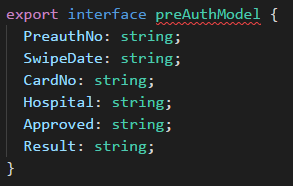 export interface preAuthModel {
PreauthNo: string;
SwipeDate: string;
CardNo: string;
Hospital: string;
Approved: string;
Result: string;
}